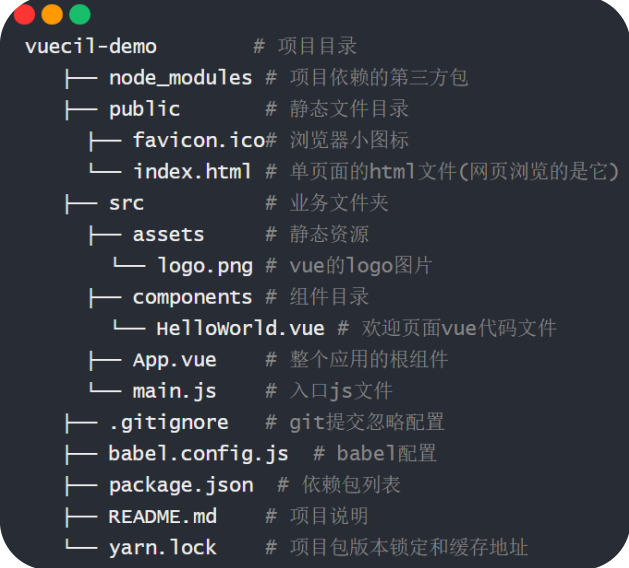 vuecil-demo        # 项目目录
├── node_modules # 项目依赖的第三方包
├── public       # 静态文件目录
  ├── favicon.ico# 浏览器小图标
  └── index.html # 单页面的html文件(网页浏览的是它)
├── src          # 业务文件夹
  ├── assets     # 静态资源
    └── logo.png # vue的logo图片
  ├── components # 组件目录
    └── HelloWorld.vue # 欢迎页面vue代码文件
  ├── App.vue    # 整个应用的根组件
  └── main.js    # 入口js文件
├── .gitignore   # git提交忽略配置
├── babel.config.js  # babel配置
├── package.json  # 依赖包列表
├── README.md    # 项目说明
└── yarn.lock    # 项目包版本锁定和缓存地址